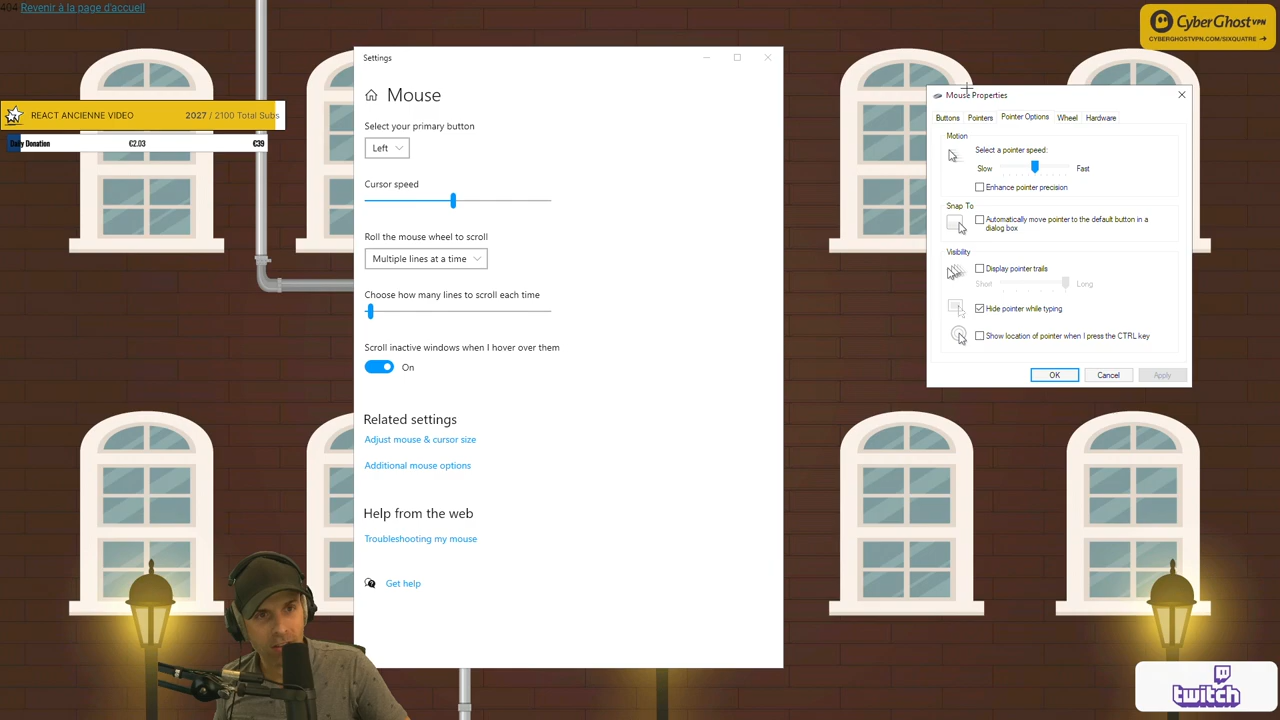 404 Revenir à la page d'accueil
CyberGhost VPN
CYBERGHOSTVPN.COM/SIXQUATRE
REACT ANCIENNE VIDEO 2027 / 2100 Total Subs
Daily Donation €2.03 €39
Settings
Mouse
Select your primary button
Left
Cursor speed
Roll the mouse wheel to scroll
Multiple lines at a time
Choose how many lines to scroll each time
Scroll inactive windows when I hover over them
On
Related settings
Adjust mouse & cursor size
Additional mouse options
Help from the web
Troubleshooting my mouse
Get help
Mouse Properties
Buttons Pointers Pointer Options Wheel Hardware
Motion
Select a pointer speed:
Slow Fast
Enhance pointer precision
Snap To
Automatically move pointer to the default button in a
dialog box
Visibility
Display pointer trails
Short Long
Hide pointer while typing
Show location of pointer when I press the CTRL key
OK Cancel Apply
twitch